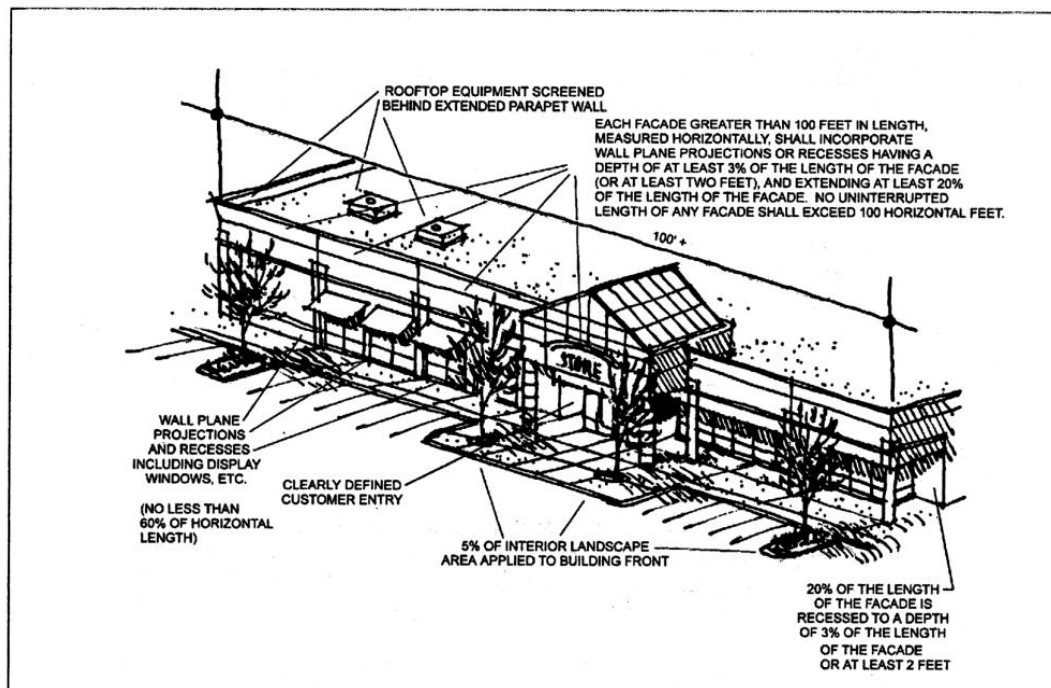 ROOFTOP EQUIPMENT SCREENED
BEHIND EXTENDED PARAPET WALL
EACH FACADE GREATER THAN 100 FEET IN LENGTH,
MEASURED HORIZONTALLY, SHALL INCORPORATE
WALL PLANE PROJECTIONS OR RECESSES HAVING A
DEPTH OF AT LEAST 3% OF THE LENGTH OF THE FACADE
(OR AT LEAST TWO FEET), AND EXTENDING AT LEAST 20%
OF THE LENGTH OF THE FACADE. NO UNINTERRUPTED
LENGTH OF ANY FACADE SHALL EXCEED 100 HORIZONTAL FEET.
100' +
STORE
WALL PLANE
PROJECTIONS
AND RECESSES
INCLUDING DISPLAY
WINDOWS, ETC.
(NO LESS THAN
60% OF HORIZONTAL
LENGTH)
CLEARLY DEFINED
CUSTOMER ENTRY
5% OF INTERIOR LANDSCAPE
AREA APPLIED TO BUILDING FRONT
20% OF THE LENGTH
OF THE FACADE IS
RECESSED TO A DEPTH
OF 3% OF THE LENGTH
OF THE FACADE
OR AT LEAST 2 FEET